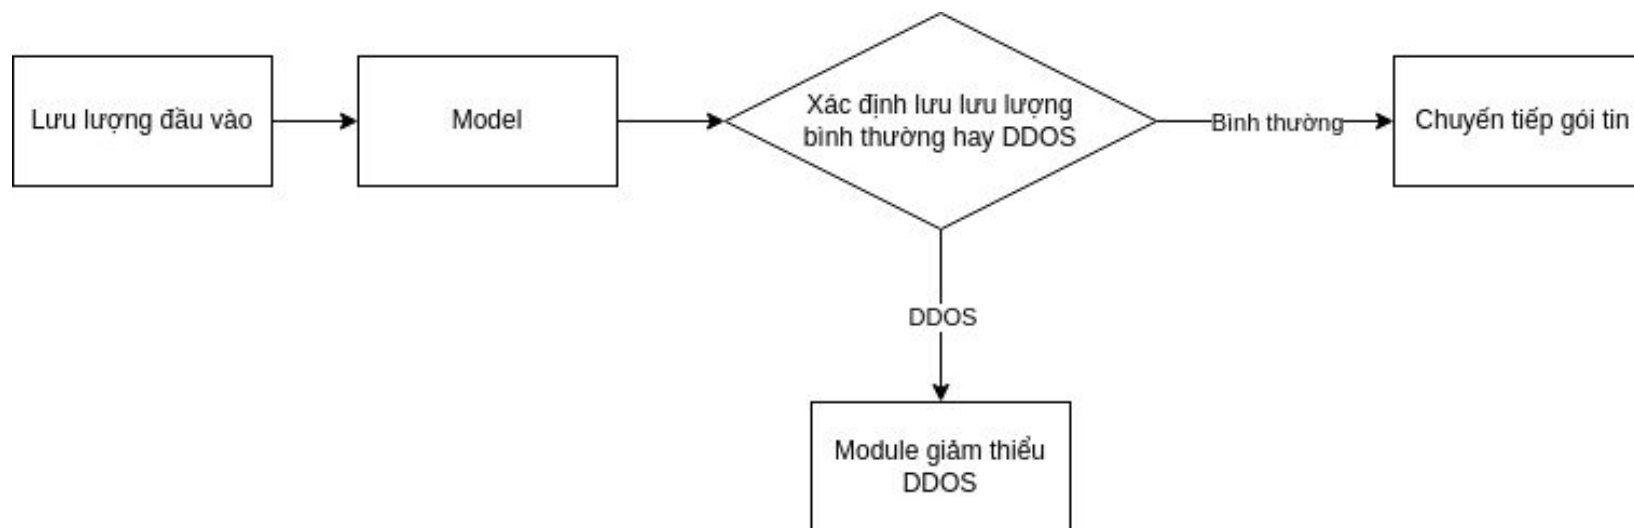 Lưu lượng đầu vào
Model
Xác định lưu lưu lượng
bình thường hay DDOS
Bình thường
Chuyển tiếp gói tin
DDOS
Module giảm thiểu
DDOS